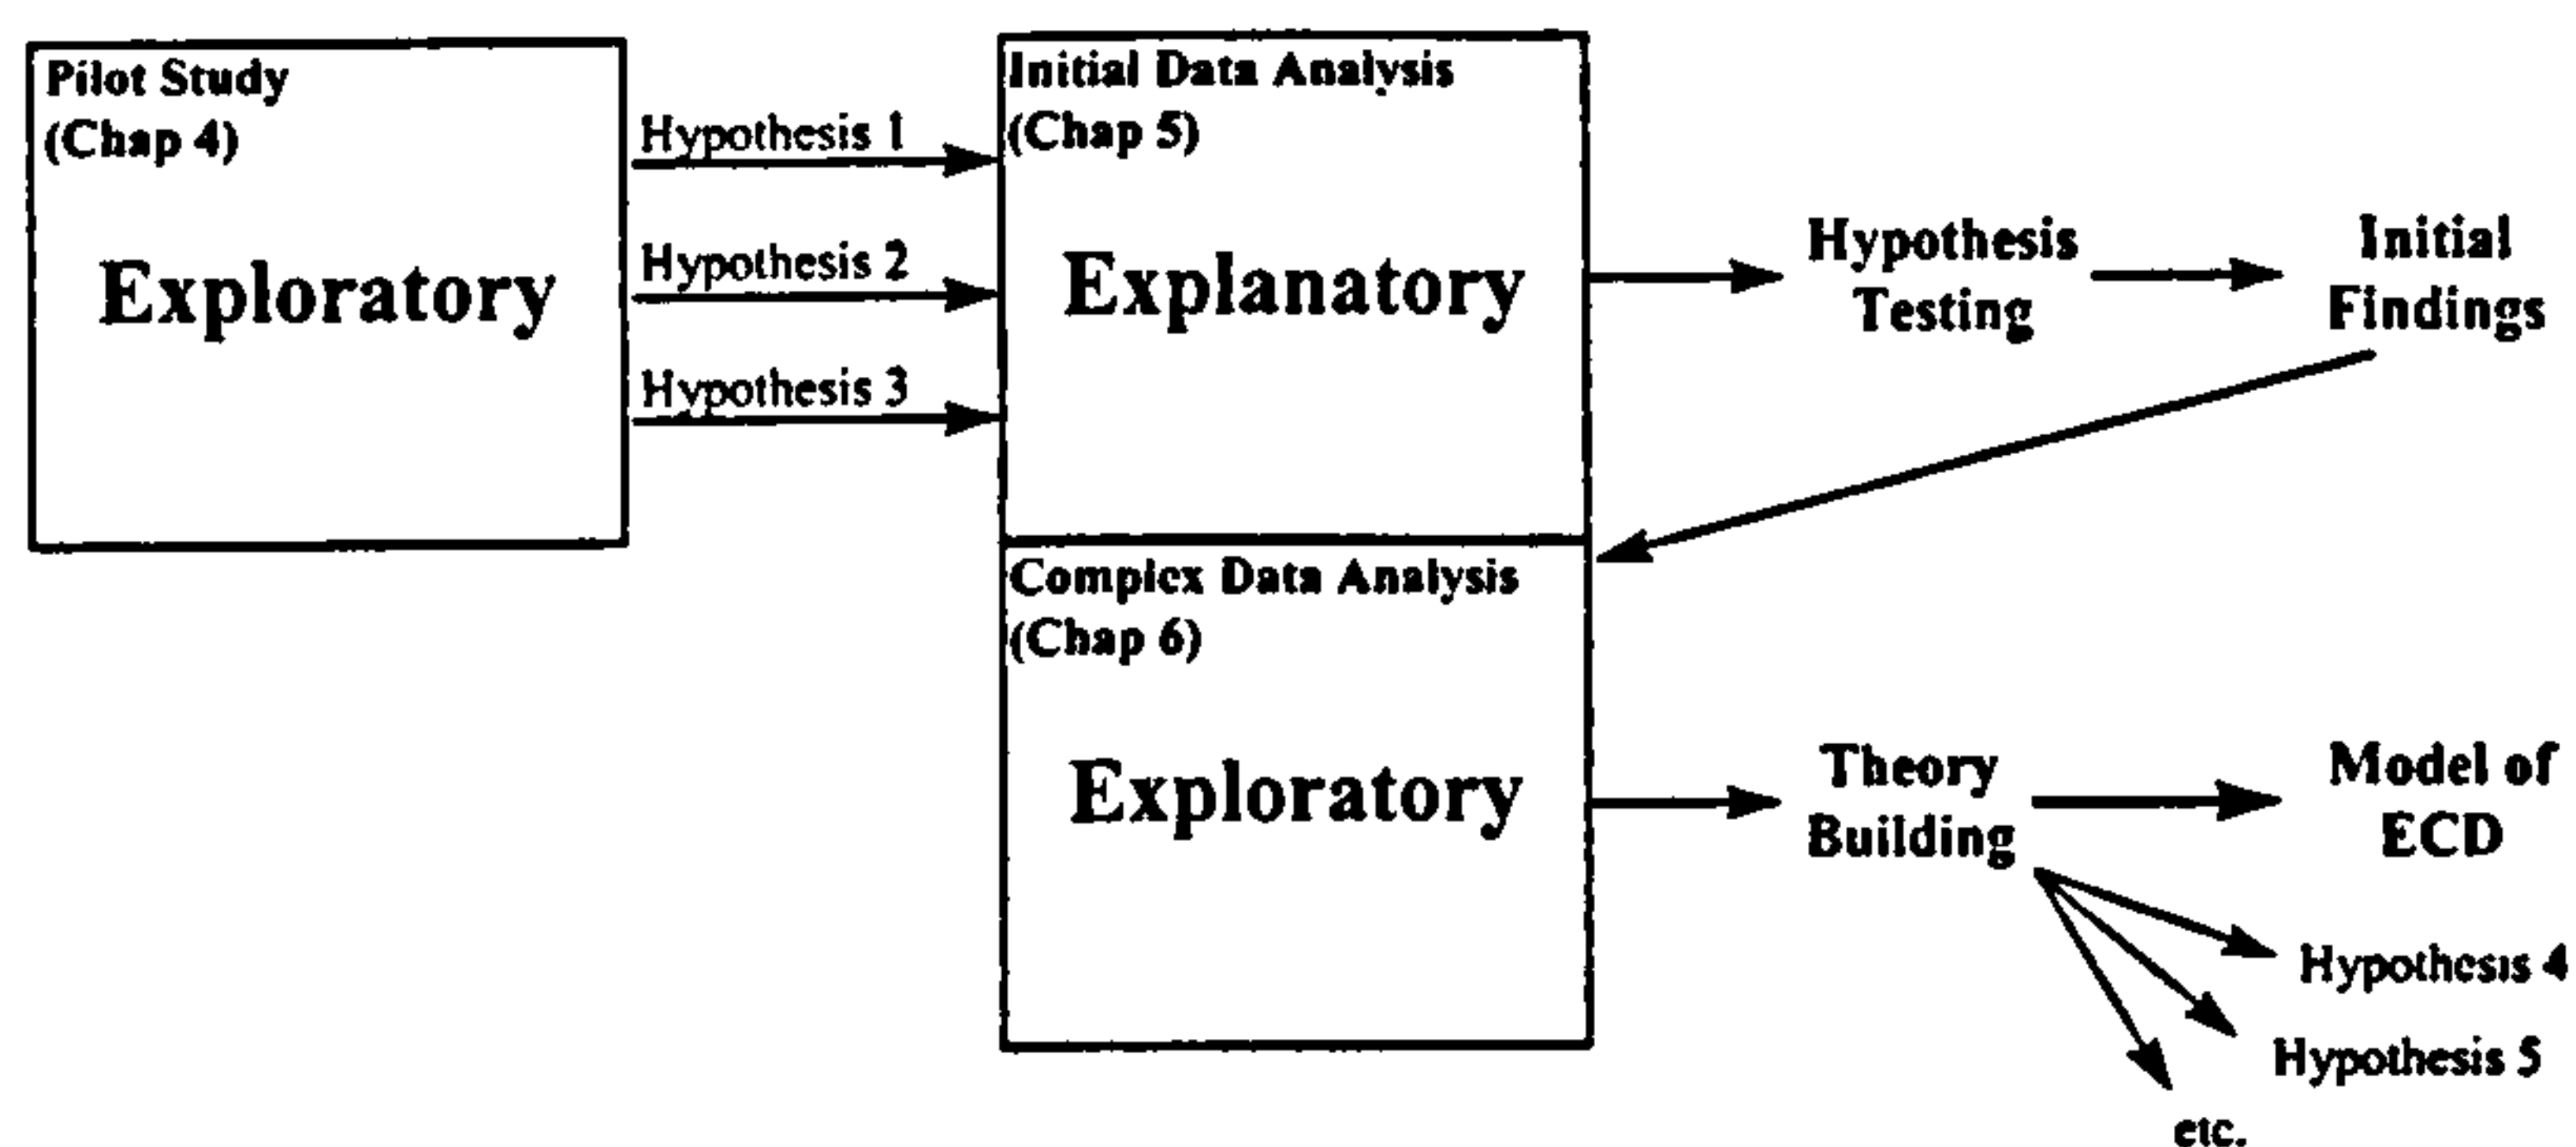 Pilot Study
(Chap 4)
Exploratory
Hypothesis 1
Hypothesis 2
Hypothesis 3
Initial Data Analysis
(Chap 5)
Explanatory
Hypothesis
Testing
Initial
Findings
Complex Data Analysis
(Chap 6)
Exploratory
Theory
Building
Model of
ECD
Hypothesis 4
Hypothesis 5
etc.